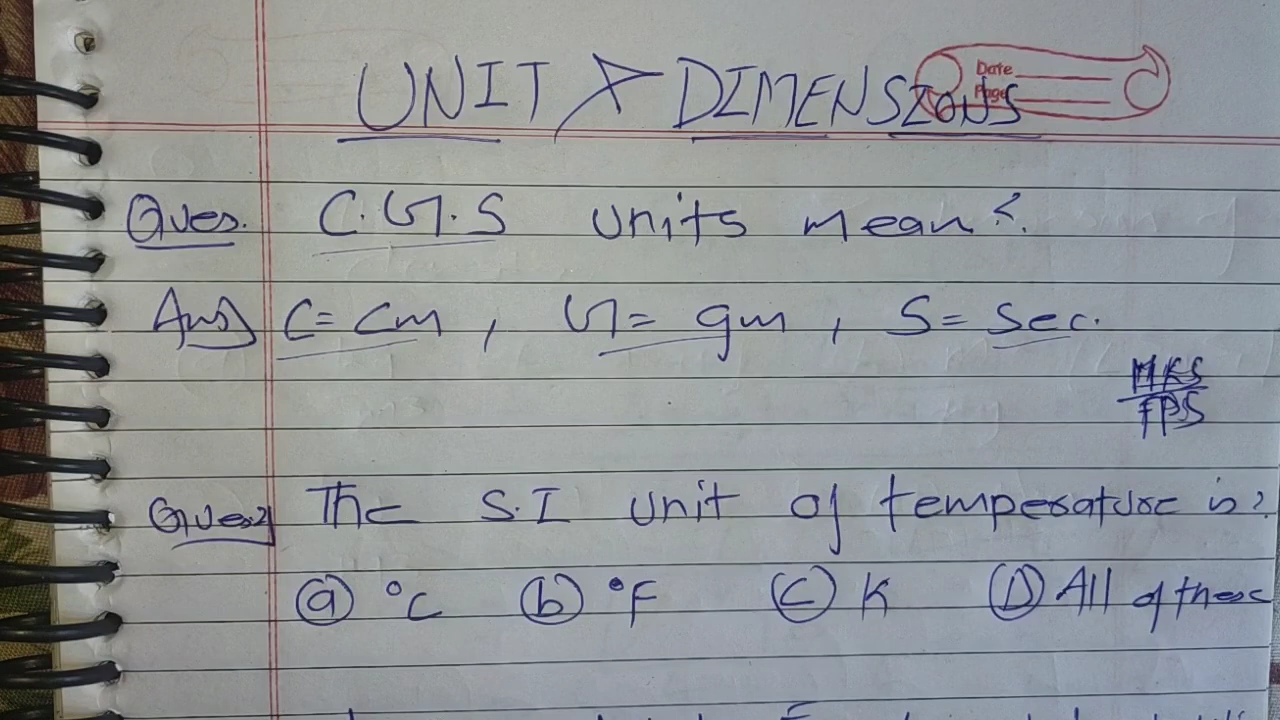 UNIT & DIMENSIONS
Date
Page
Ques. C.G.S units mean?
Ans) C= cm, G= gm, S= Sec.
MKS
FPS
Ques2) The S.I unit of temperature is?
(a) °C (b) °F (C) K (D) All of these